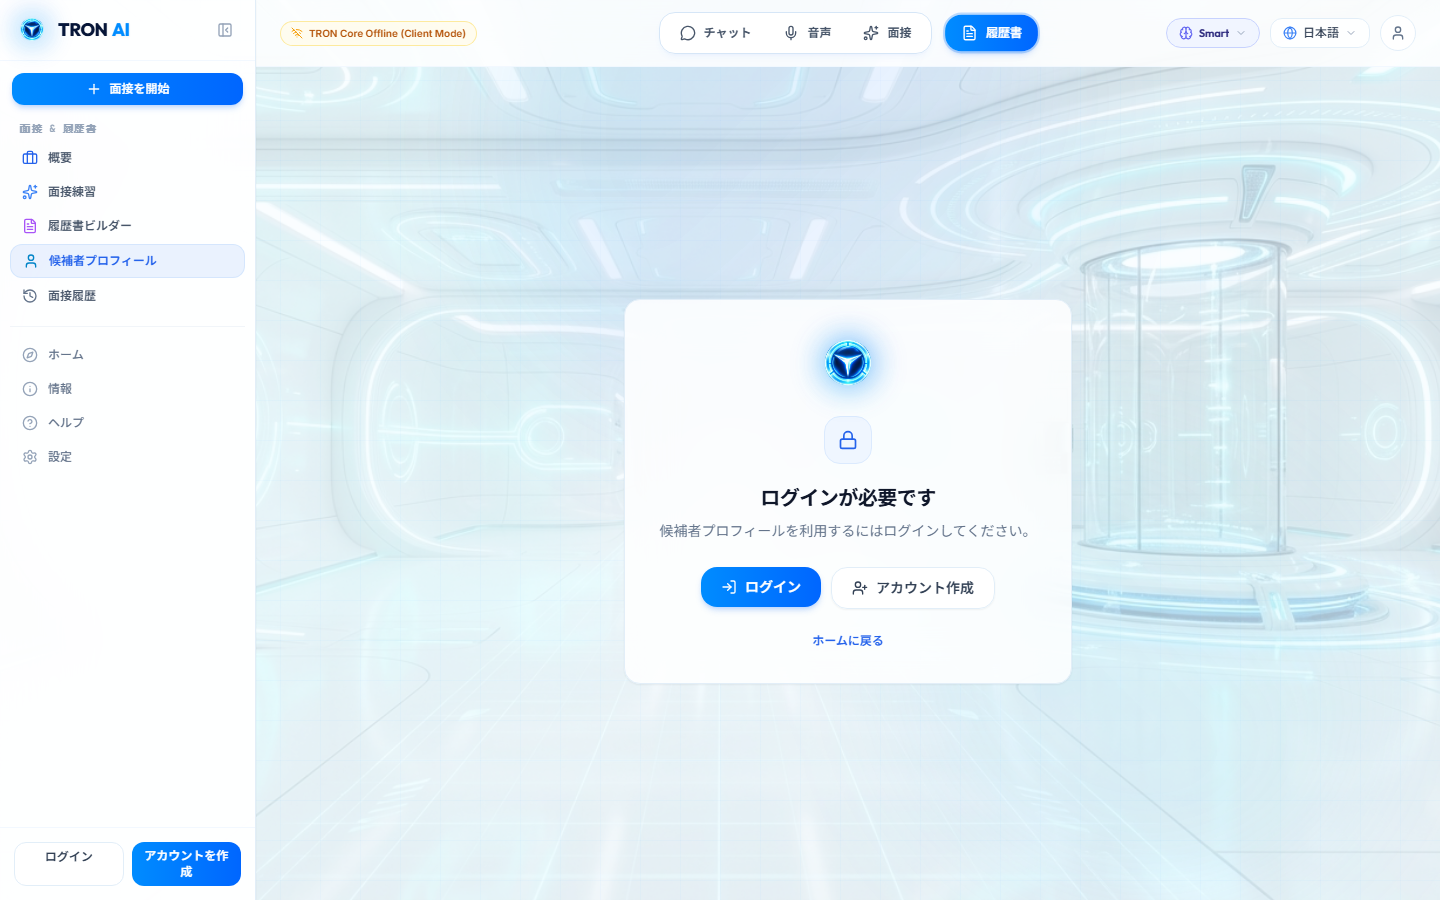 TRON AI
面接を開始
面接 & 履歴書
概要
面接練習
履歴書ビルダー
候補者プロフィール
面接履歴
ホーム
情報
ヘルプ
設定
ログイン
アカウントを作
成
TRON Core Offline (Client Mode)
チャット
音声
面接
履歴書
Smart
日本語
ログインが必要です
候補者プロフィールを利用するにはログインしてください。
ログイン
アカウント作成
ホームに戻る